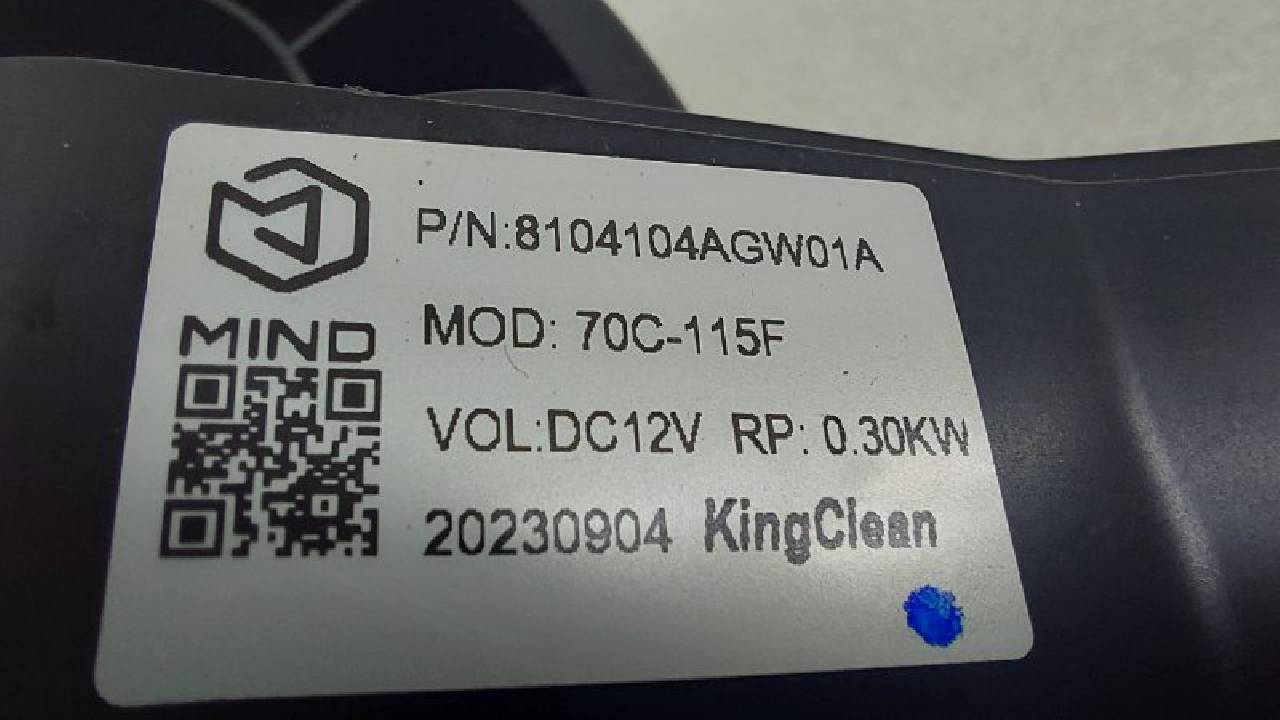 P/N:8104104AGW01A
MIND
MOD: 70C-115F
VOL:DC12V RP: 0.30KW
20230904 KingClean